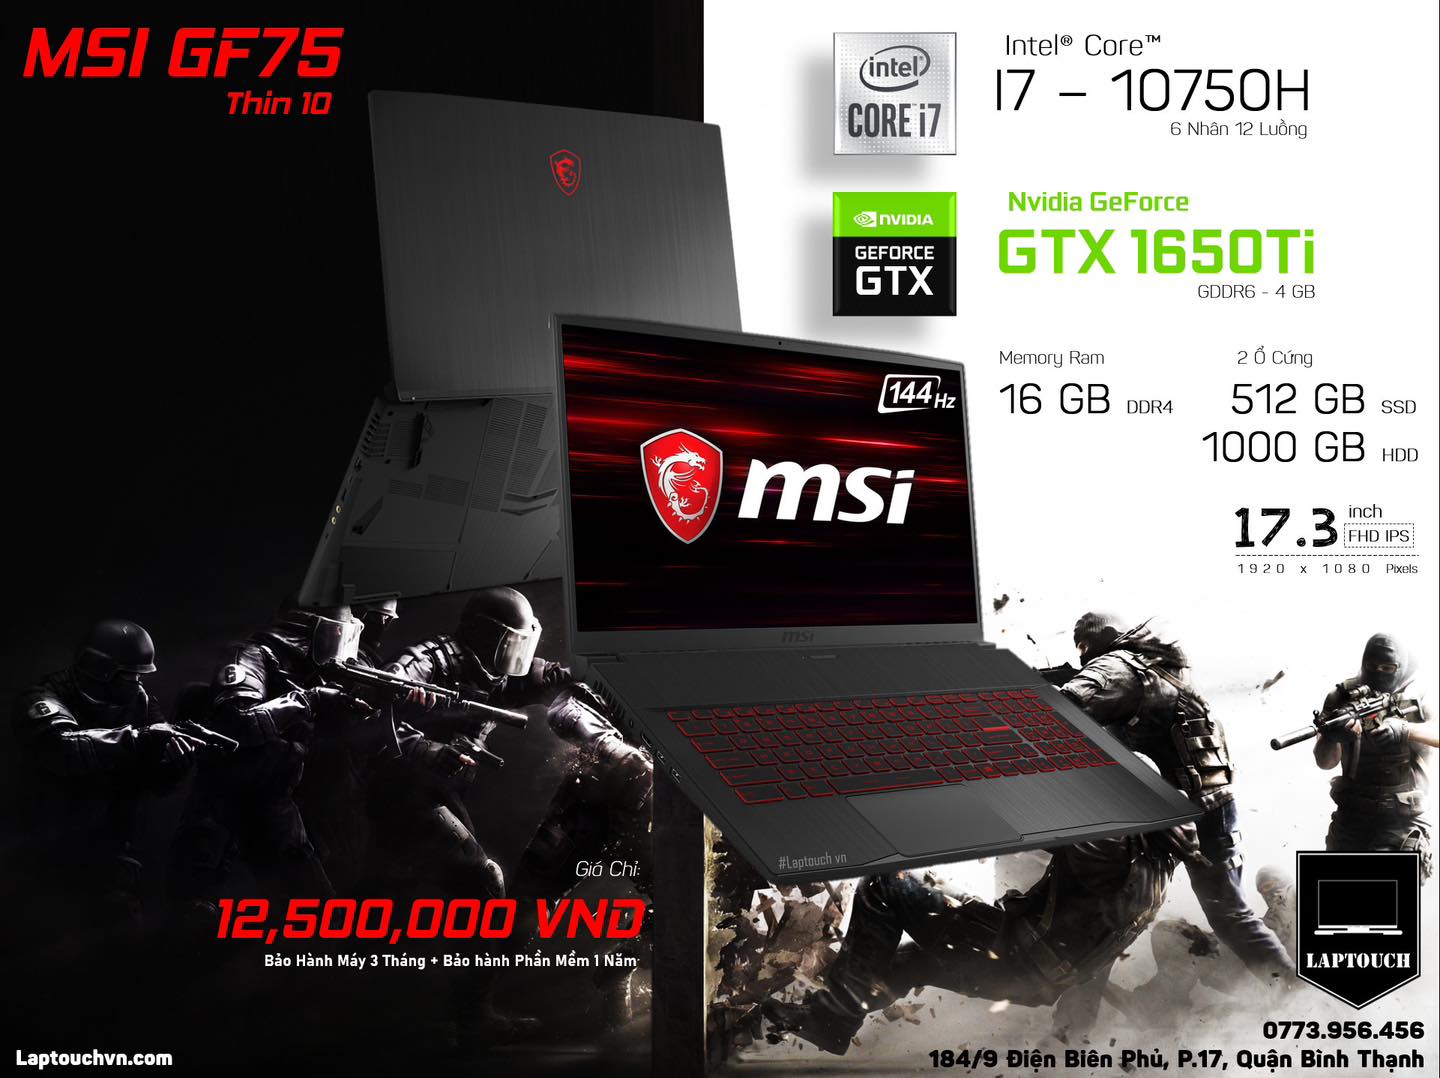 MSI GF75
Thin 10
intel®
CORE i7
Intel® Core™
I7 – 10750H
6 Nhân 12 Luồng
NVIDIA
GEFORCE
GTX
Nvidia GeForce
GTX 1650Ti
GDDR6 - 4 GB
Memory Ram
16 GB DDR4
2 Ổ Cứng
512 GB SSD
1000 GB HDD
17.3 inch
FHD IPS
1920 x 1080 Pixels
144Hz
msi
msi
#Laptouch vn
Giá Chỉ:
12,500,000 VND
Bảo Hành Máy 3 Tháng + Bảo hành Phần Mềm 1 Năm
LAPTOUCH
0773.956.456
184/9 Điện Biên Phủ, P.17, Quận Bình Thạnh
Laptouchvn.com